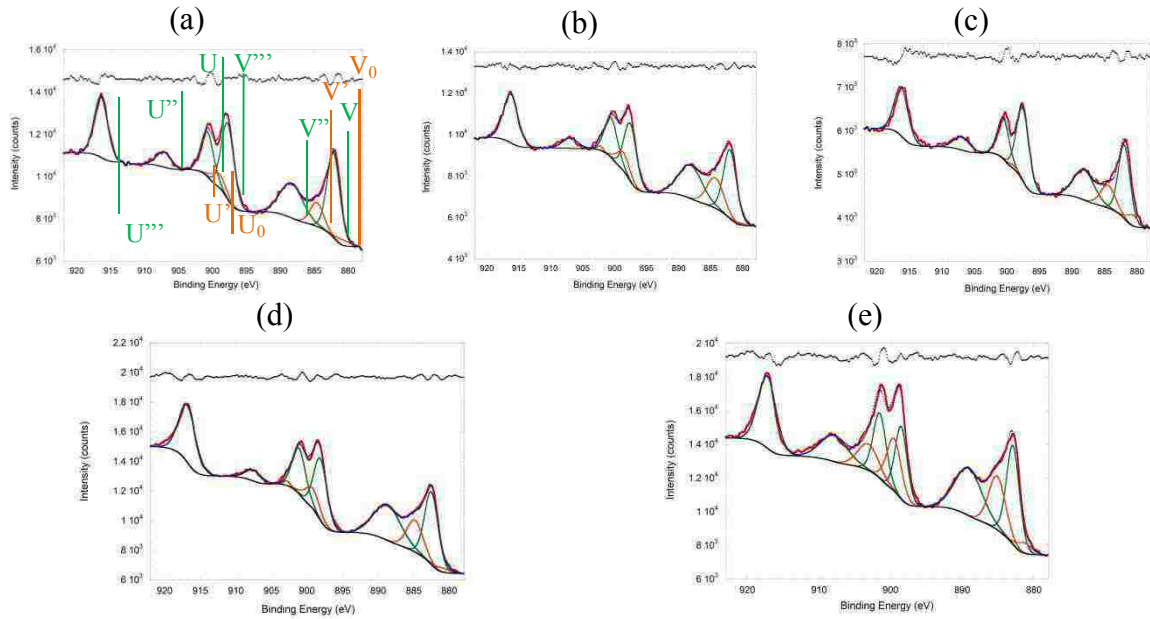 (a)
1.6 10⁴
1.4 10⁴
1.2 10⁴
1 10⁴
8 10³
6 10³
Intensity (counts)
U V''' V₀
U'' V' V
V''
U' U₀
U'''
920 915 910 905 900 895 890 885 880
Binding Energy (eV)
(b)
1.4 10⁴
1.2 10⁴
1 10⁴
8 10³
6 10³
4 10³
Intensity (counts)
920 915 910 905 900 895 890 885 880
Binding Energy (eV)
(c)
8 10³
7 10³
6 10³
5 10³
4 10³
3 10³
Intensity (counts)
920 915 910 905 900 895 890 885 880
Binding Energy (eV)
(d)
2.2 10⁴
2 10⁴
1.8 10⁴
1.6 10⁴
1.4 10⁴
1.2 10⁴
1 10⁴
8 10³
6 10³
Intensity (counts)
920 915 910 905 900 895 890 885 880
Binding Energy (eV)
(e)
2 10⁴
1.8 10⁴
1.6 10⁴
1.4 10⁴
1.2 10⁴
1 10⁴
8 10³
6 10³
Intensity (counts)
920 910 900 890 880
Binding Energy (eV)